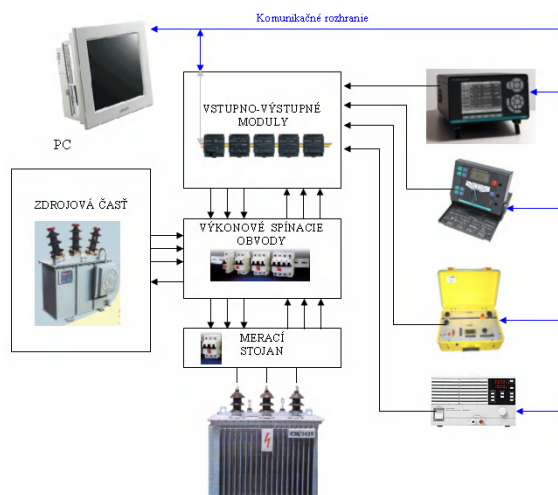 Komunikačné rozhranie
VSTUPNO-VÝSTUPNÉ
MODULY
PC
ZDROJOVÁ ČASŤ
VÝKONOVÉ SPÍNACIE
OBVODY
MERACÍ
STOJAN